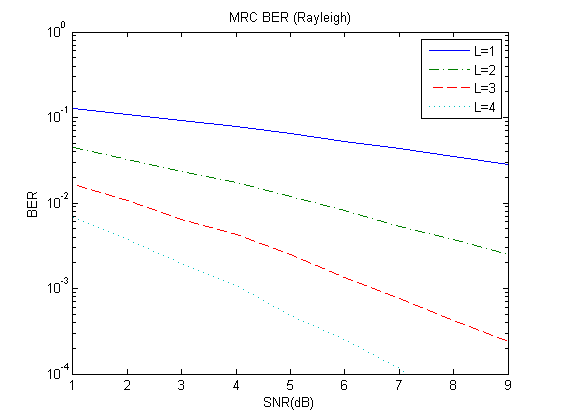 MRC BER (Rayleigh)
10^0
10^-1
10^-2
10^-3
10^-4
BER
L=1
L=2
L=3
L=4
1 2 3 4 5 6 7 8 9
SNR(dB)